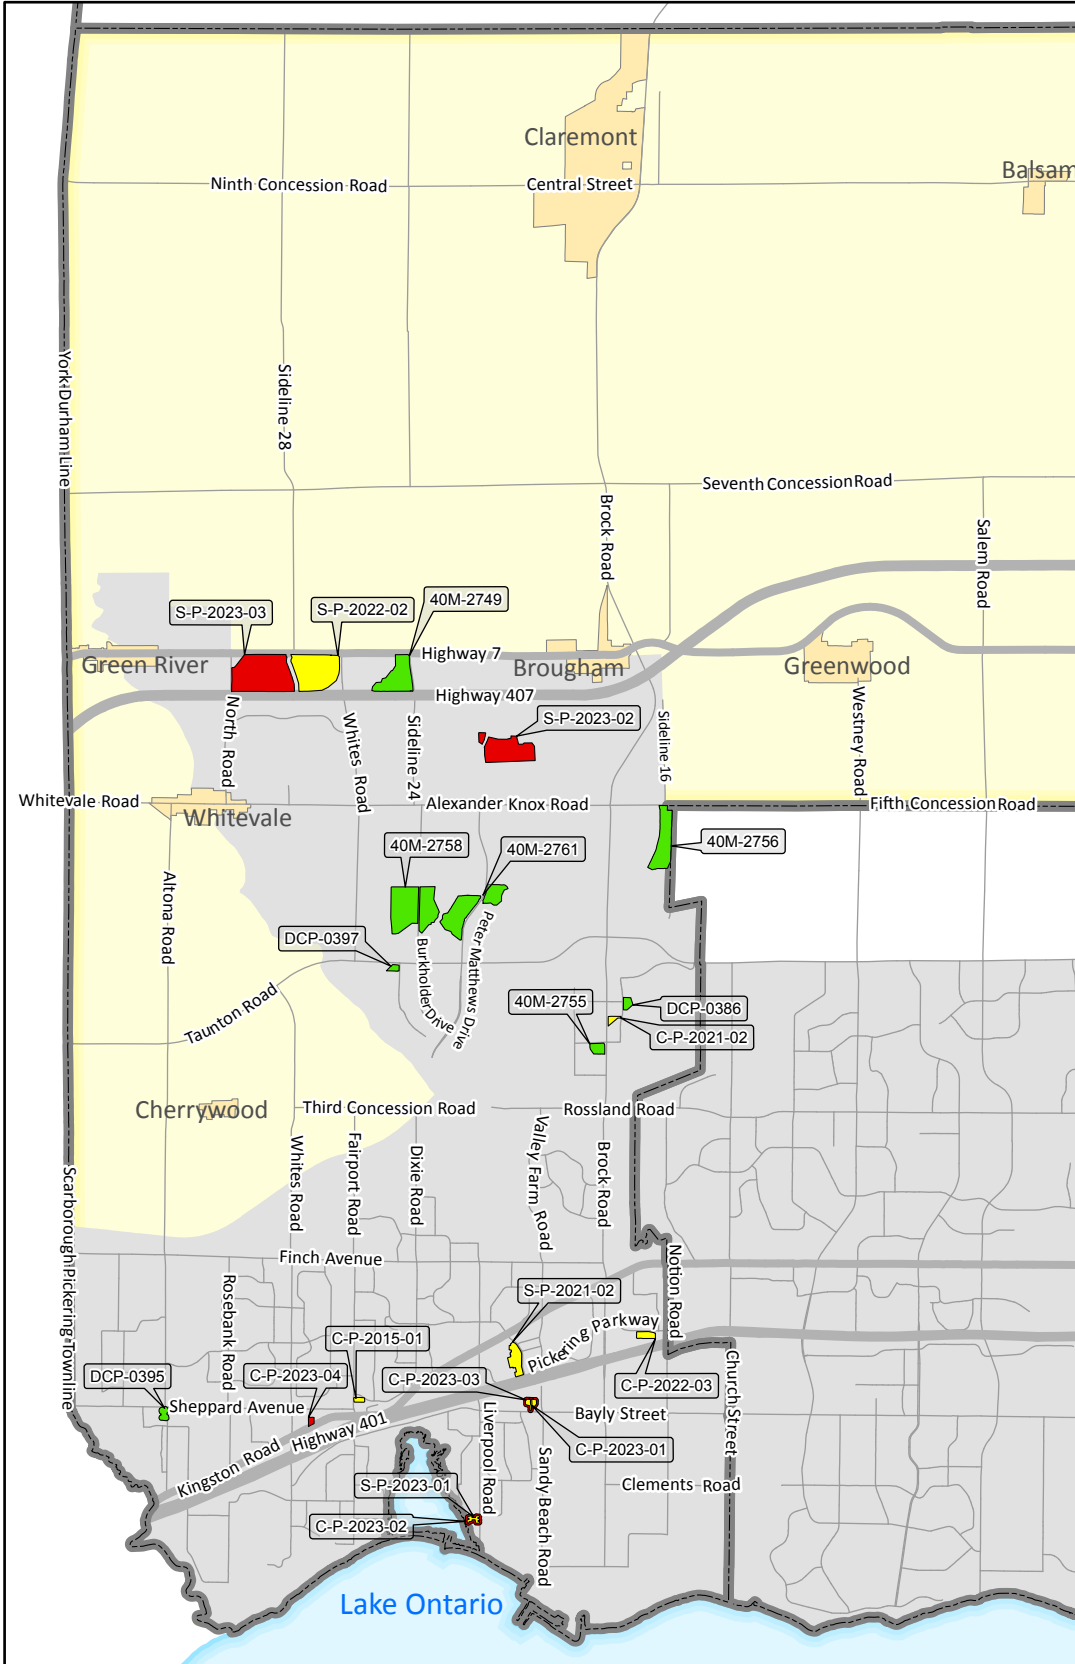 Claremont
Balsam
Ninth Concession Road
Central Street
York-Durham Line
Sideline 28
Seventh Concession Road
Brock Road
Salem Road
40M-2749
S-P-2023-03
S-P-2022-02
Highway 7
Green River
Brougham
Greenwood
Highway 407
North Road
Whites Road
Sideline 24
S-P-2023-02
Sideline 16
Westney Road
Whitevale Road
Alexander Knox Road
Fifth Concession Road
Whitevale
40M-2758
40M-2761
40M-2756
Altona Road
DCP-0397
Burkholder Drive
Peter Matthews Drive
Taunton Road
40M-2755
DCP-0386
C-P-2021-02
Cherrywood
Third Concession Road
Rossland Road
Whites Road
Fairport Road
Dixie Road
Valley Farm Road
Brock Road
Scarborough Pickering Townline
Finch Avenue
Notion Road
Rosebank Road
S-P-2021-02
Pickering Parkway
C-P-2015-01
DCP-0395
C-P-2023-04
C-P-2023-03
C-P-2022-03
Church Street
Sheppard Avenue
Bayly Street
Kingston Road
Highway 401
Liverpool Road
C-P-2023-01
Sandy Beach Road
S-P-2023-01
Clements Road
C-P-2023-02
Lake Ontario